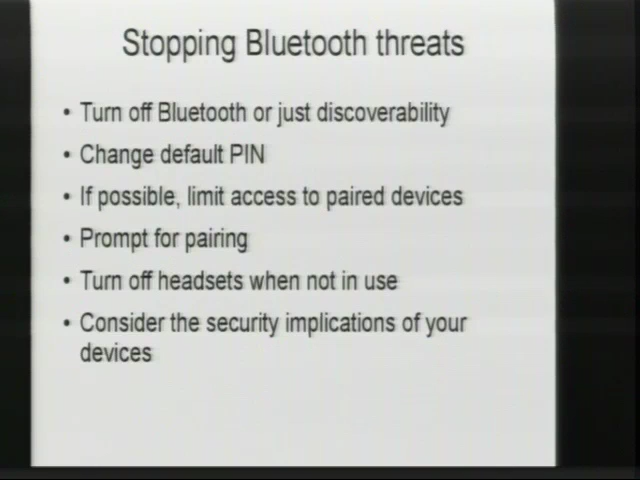 Stopping Bluetooth threats
• Turn off Bluetooth or just discoverability
• Change default PIN
• If possible, limit access to paired devices
• Prompt for pairing
• Turn off headsets when not in use
• Consider the security implications of your
devices